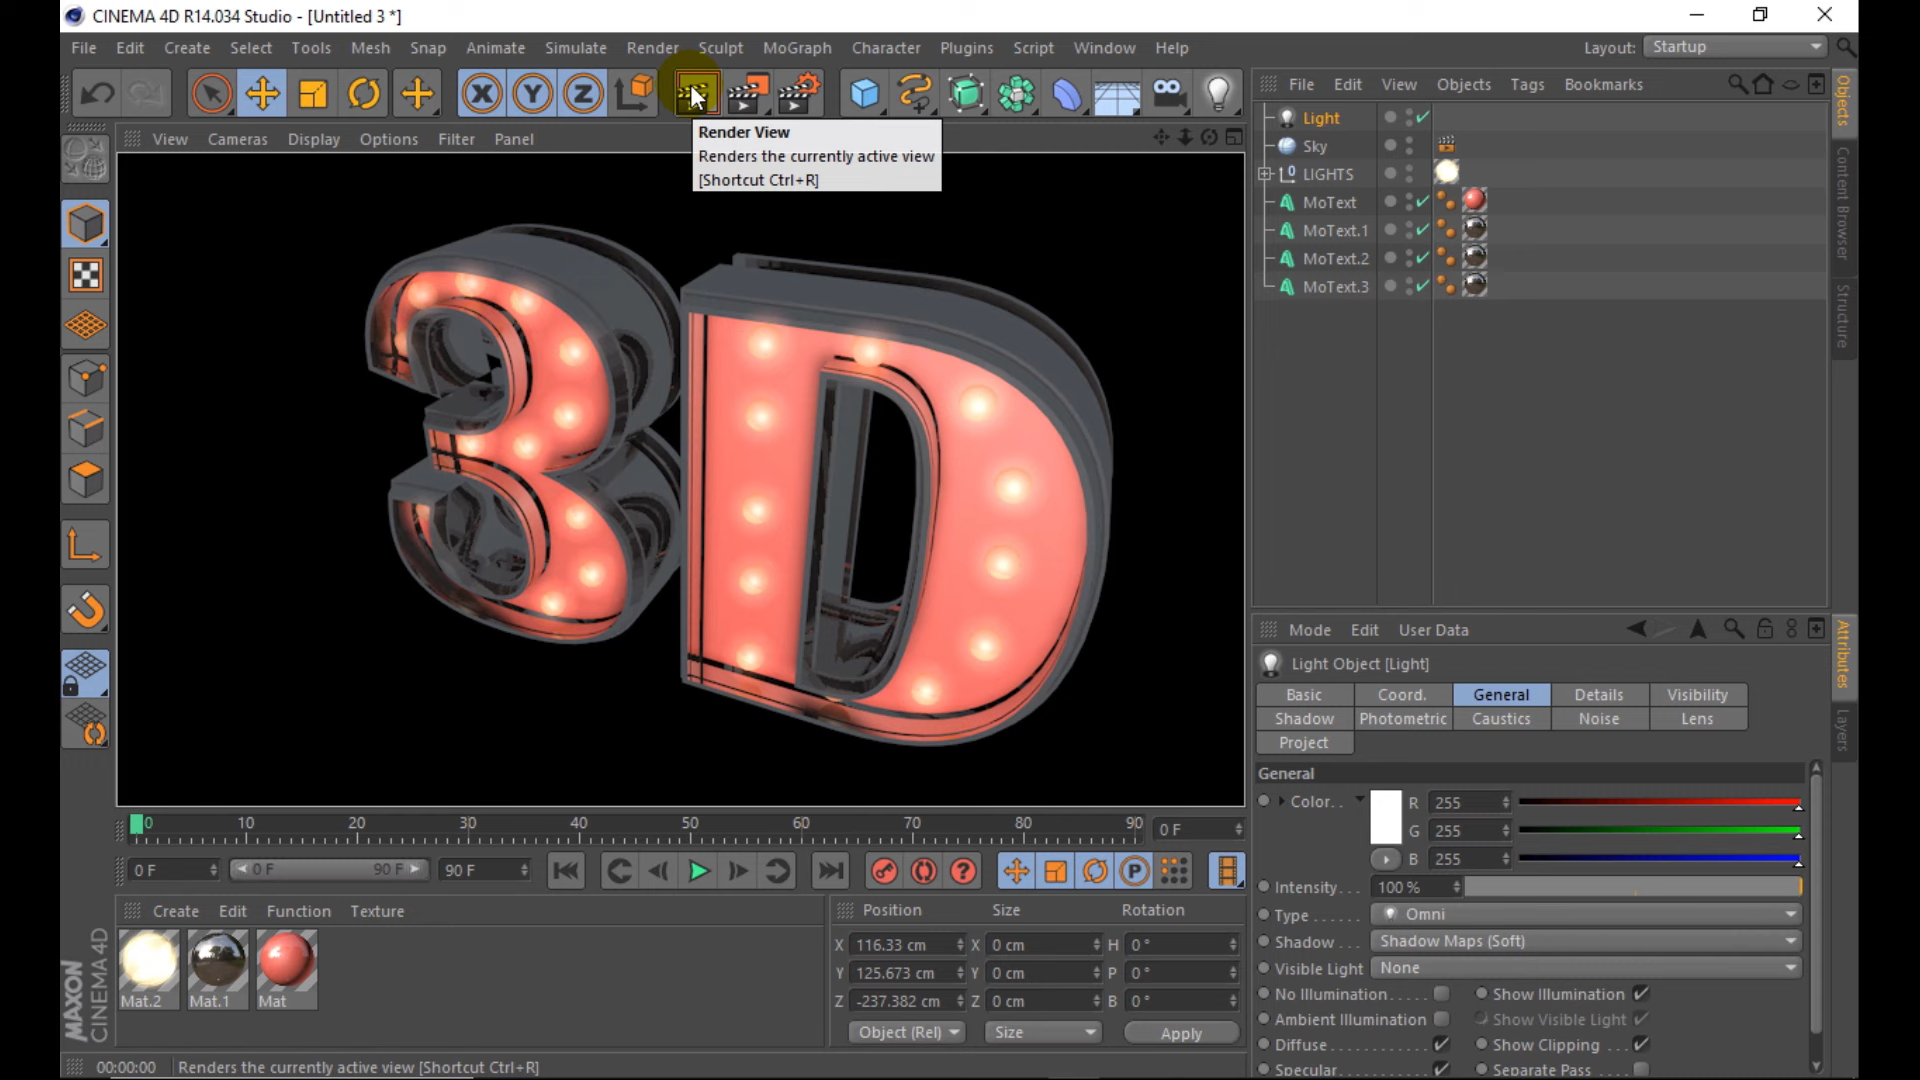 CINEMA 4D R14.034 Studio - [Untitled 3 *]
File Edit Create Select Tools Mesh Snap Animate Simulate Render Sculpt MoGraph Character Plugins Script Window Help
Layout: Startup
X Y Z
Render View
Renders the currently active view
[Shortcut Ctrl+R]
View Cameras Display Options Filter Panel
3D
File Edit View Objects Tags Bookmarks
Light
Sky
LIGHTS
MoText
MoText.1
MoText.2
MoText.3
Objects
Content Browser
Structure
Mode Edit User Data
Light Object [Light]
Basic Coord. General Details Visibility
Shadow Photometric Caustics Noise Lens
Project
Attributes
Layers
General
Color. . R 255
G 255
B 255
Intensity. . . 100 %
Type . . . . . . Omni
Shadow . . . Shadow Maps (Soft)
Visible Light None
No Illumination. . . . . Show Illumination
Ambient Illumination Show Visible Light
Diffuse. . . . . . . . . . . . Show Clipping . . .
Specular. . . . . . . . . . . Separate Pass . . . .
0 10 20 30 40 50 60 70 80 90 0 F
0 F 0 F 90 F 90 F
Create Edit Function Texture
Mat.2 Mat.1 Mat
Position Size Rotation
X 116.33 cm X 0 cm H 0 °
Y 125.673 cm Y 0 cm P 0 °
Z -237.382 cm Z 0 cm B 0 °
Object (Rel) Size Apply
MAXON
CINEMA 4D
00:00:00 Renders the currently active view [Shortcut Ctrl+R]